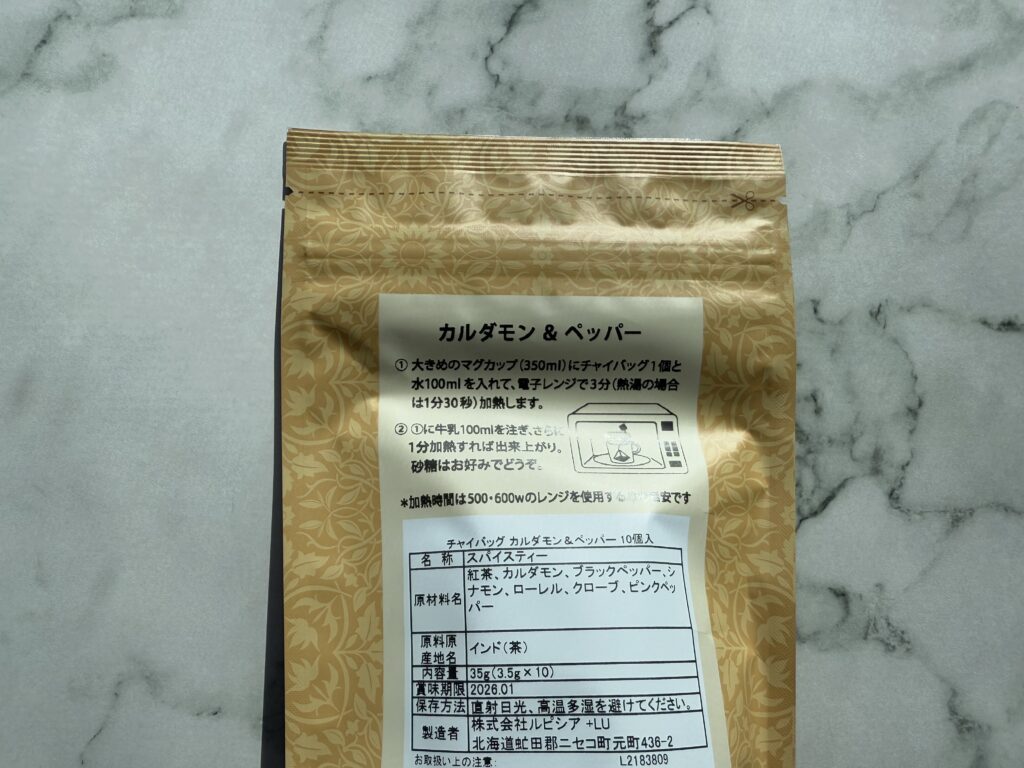 カルダモン & ペッパー
① 大きめのマグカップ(350ml)にチャイバッグ1個と
水100mlを入れて、電子レンジで3分(熱湯の場合
は1分30秒)加熱します。
② ①に牛乳100mlを注ぎ、さらに
1分加熱すれば出来上がり。
砂糖はお好みでどうぞ。
*加熱時間は500・600wのレンジを使用す 安です
チャイバッグ カルダモン&ペッパー 10個入
名称 スパイスティー
原材料名 紅茶、カルダモン、ブラックペッパー、シ
ナモン、ローレル、クローブ、ピンクペッ
パー
原料原
産地名 インド(茶)
内容量 35g(3.5g×10)
賞味期限 2026.01
保存方法 直射日光、高温多湿を避けてください。
製造者 株式会社ルピシア +LU
北海道虻田郡ニセコ町元町436-2
お取扱い上の注意: L2183809